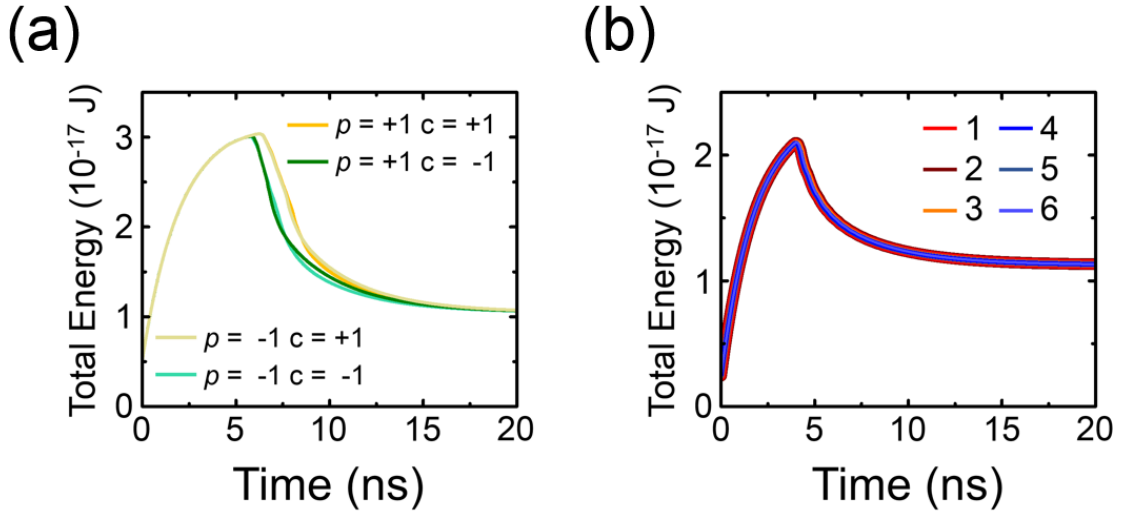 (a)
Total Energy (10⁻¹⁷ J)
3
2
1
0
p = +1 c = +1
p = +1 c = -1
p = -1 c = +1
p = -1 c = -1
0 5 10 15 20
Time (ns)
(b)
Total Energy (10⁻¹⁷ J)
2
1
0
1 4
2 5
3 6
0 5 10 15 20
Time (ns)